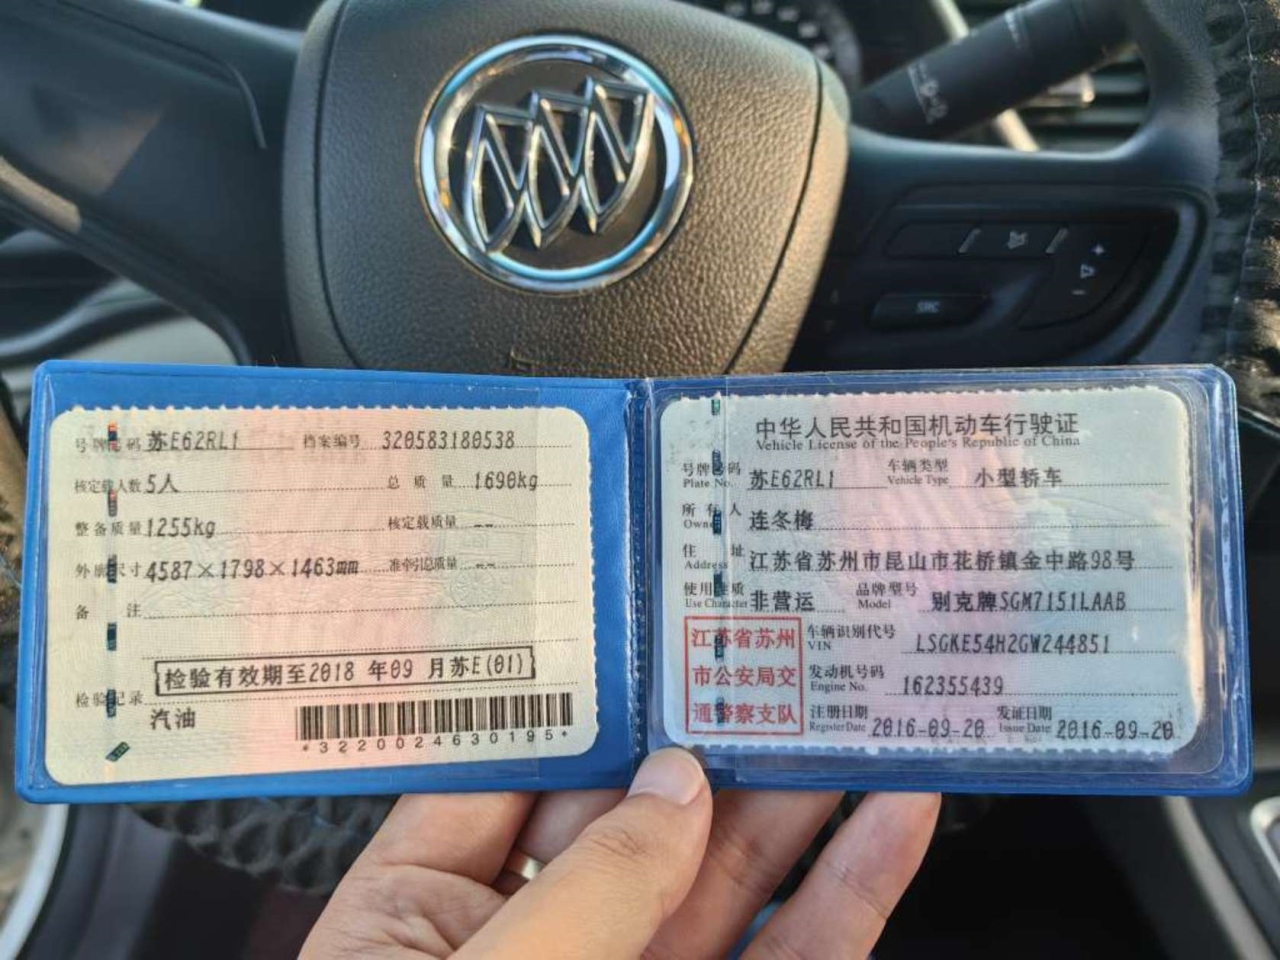 号牌号码 苏E62RL1 档案编号 320583180538
核定载人数 5人 总质量 1690kg
整备质量 1255kg 核定载质量 --
外廓尺寸 4587×1798×1463mm 准牵引总质量 --
备注
检验有效期至2018年09月苏E(01)
检验记录
汽油
*3220024630195*
中华人民共和国机动车行驶证
Vehicle License of the People's Republic of China
号牌号码 苏E62RL1 车辆类型 小型轿车
Plate No. Vehicle Type
所有人 连冬梅
Owner
住址 江苏省苏州市昆山市花桥镇金中路98号
Address
使用性质 非营运 品牌型号 别克牌SGM7151LAAB
Use Character Model
江苏省苏州
市公安局交
通警察支队
车辆识别代号 LSGKE54H2GW244851
VIN
发动机号码 162355439
Engine No.
注册日期 2016-09-20 发证日期 2016-09-20
Register Date Issue Date
SRC